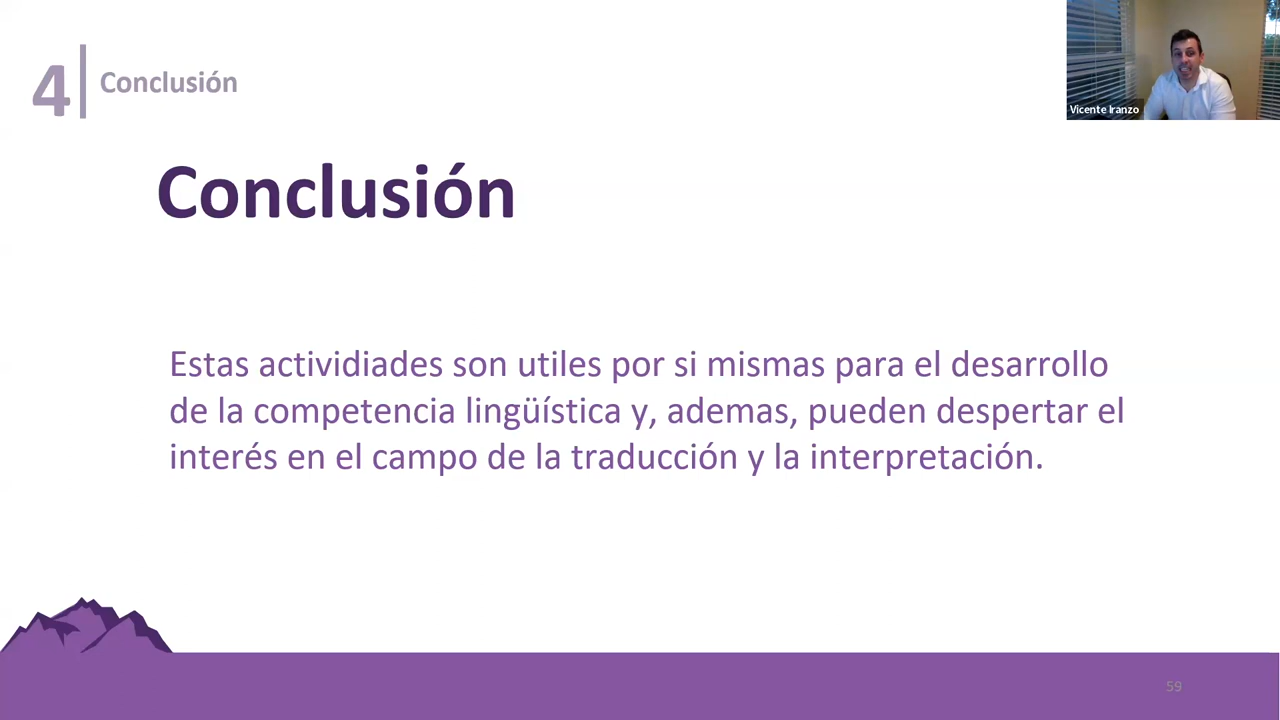 4
Conclusión
Vicente Iranzo
Conclusión
Estas actividiades son utiles por si mismas para el desarrollo
de la competencia lingüística y, ademas, pueden despertar el
interés en el campo de la traducción y la interpretación.
59